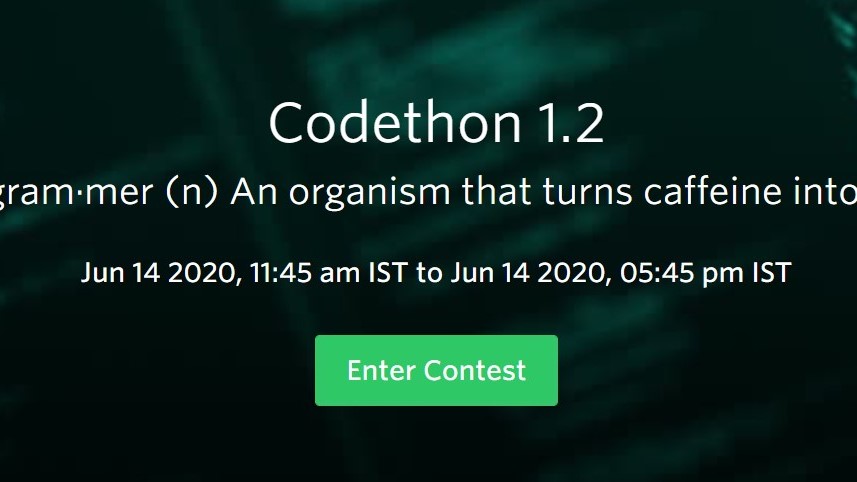 Codethon 1.2
gram·mer (n) An organism that turns caffeine into
Jun 14 2020, 11:45 am IST to Jun 14 2020, 05:45 pm IST
Enter Contest